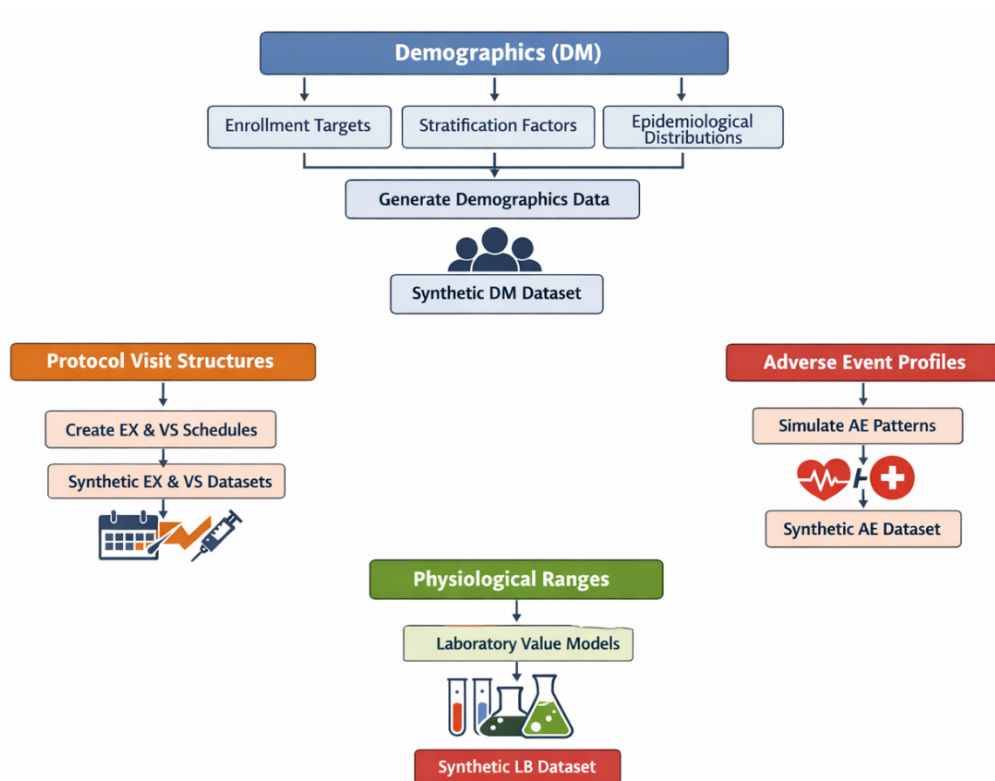 Demographics (DM)
Enrollment Targets
Stratification Factors
Epidemiological
Distributions
Generate Demographics Data
Synthetic DM Dataset
Protocol Visit Structures
Create EX & VS Schedules
Synthetic EX & VS Datasets
Adverse Event Profiles
Simulate AE Patterns
Synthetic AE Dataset
Physiological Ranges
Laboratory Value Models
Synthetic LB Dataset